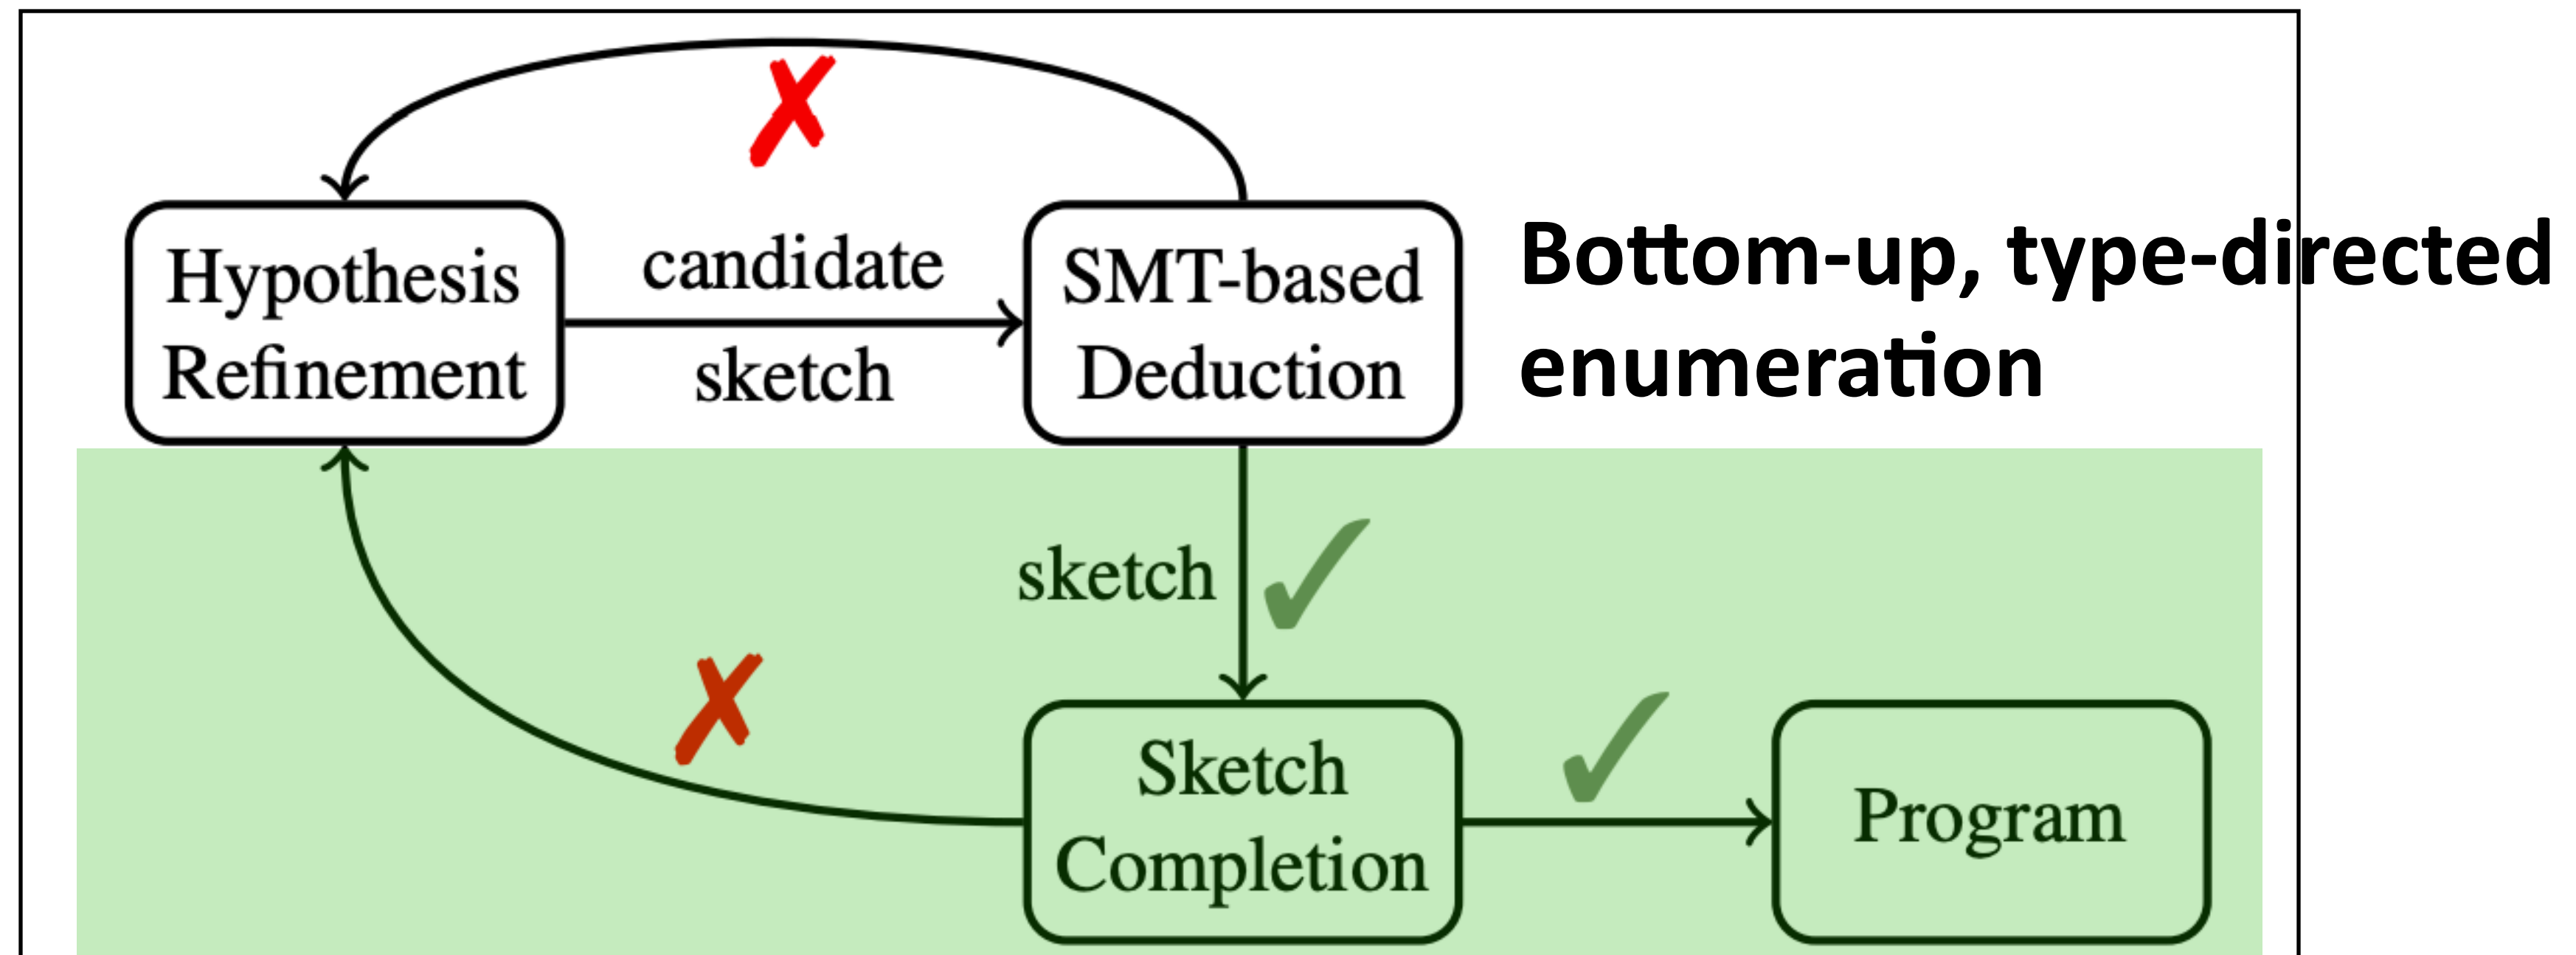 Hypothesis
Refinement
candidate
sketch
SMT-based
Deduction
Bottom-up, type-directed
enumeration
sketch
Sketch
Completion
Program